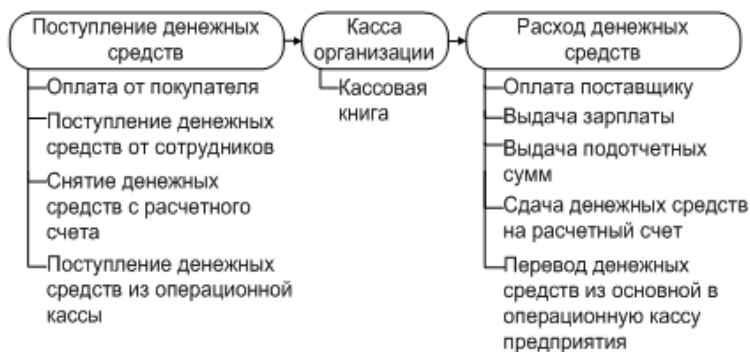 Поступление денежных
средств
Оплата от покупателя
Поступление денежных
средств от сотрудников
Снятие денежных
средств с расчетного
счета
Поступление денежных
средств из операционной
кассы
Касса
организации
Кассовая
книга
Расход денежных
средств
Оплата поставщику
Выдача зарплаты
Выдача подотчетных
сумм
Сдача денежных средств
на расчетный счет
Перевод денежных
средств из основной в
операционную кассу
предприятия